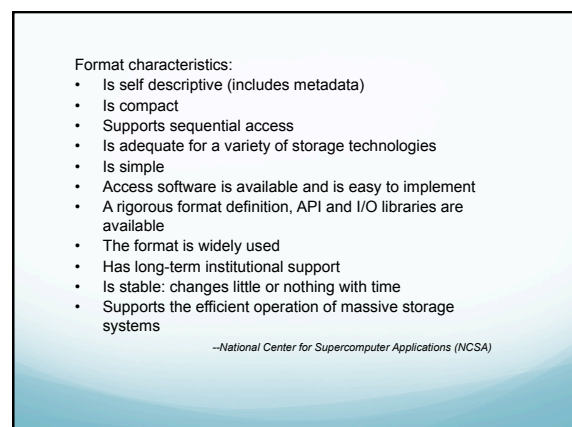 Format characteristics:
• Is self descriptive (includes metadata)
• Is compact
• Supports sequential access
• Is adequate for a variety of storage technologies
• Is simple
• Access software is available and is easy to implement
• A rigorous format definition, API and I/O libraries are
available
• The format is widely used
• Has long-term institutional support
• Is stable: changes little or nothing with time
• Supports the efficient operation of massive storage
systems
--National Center for Supercomputer Applications (NCSA)